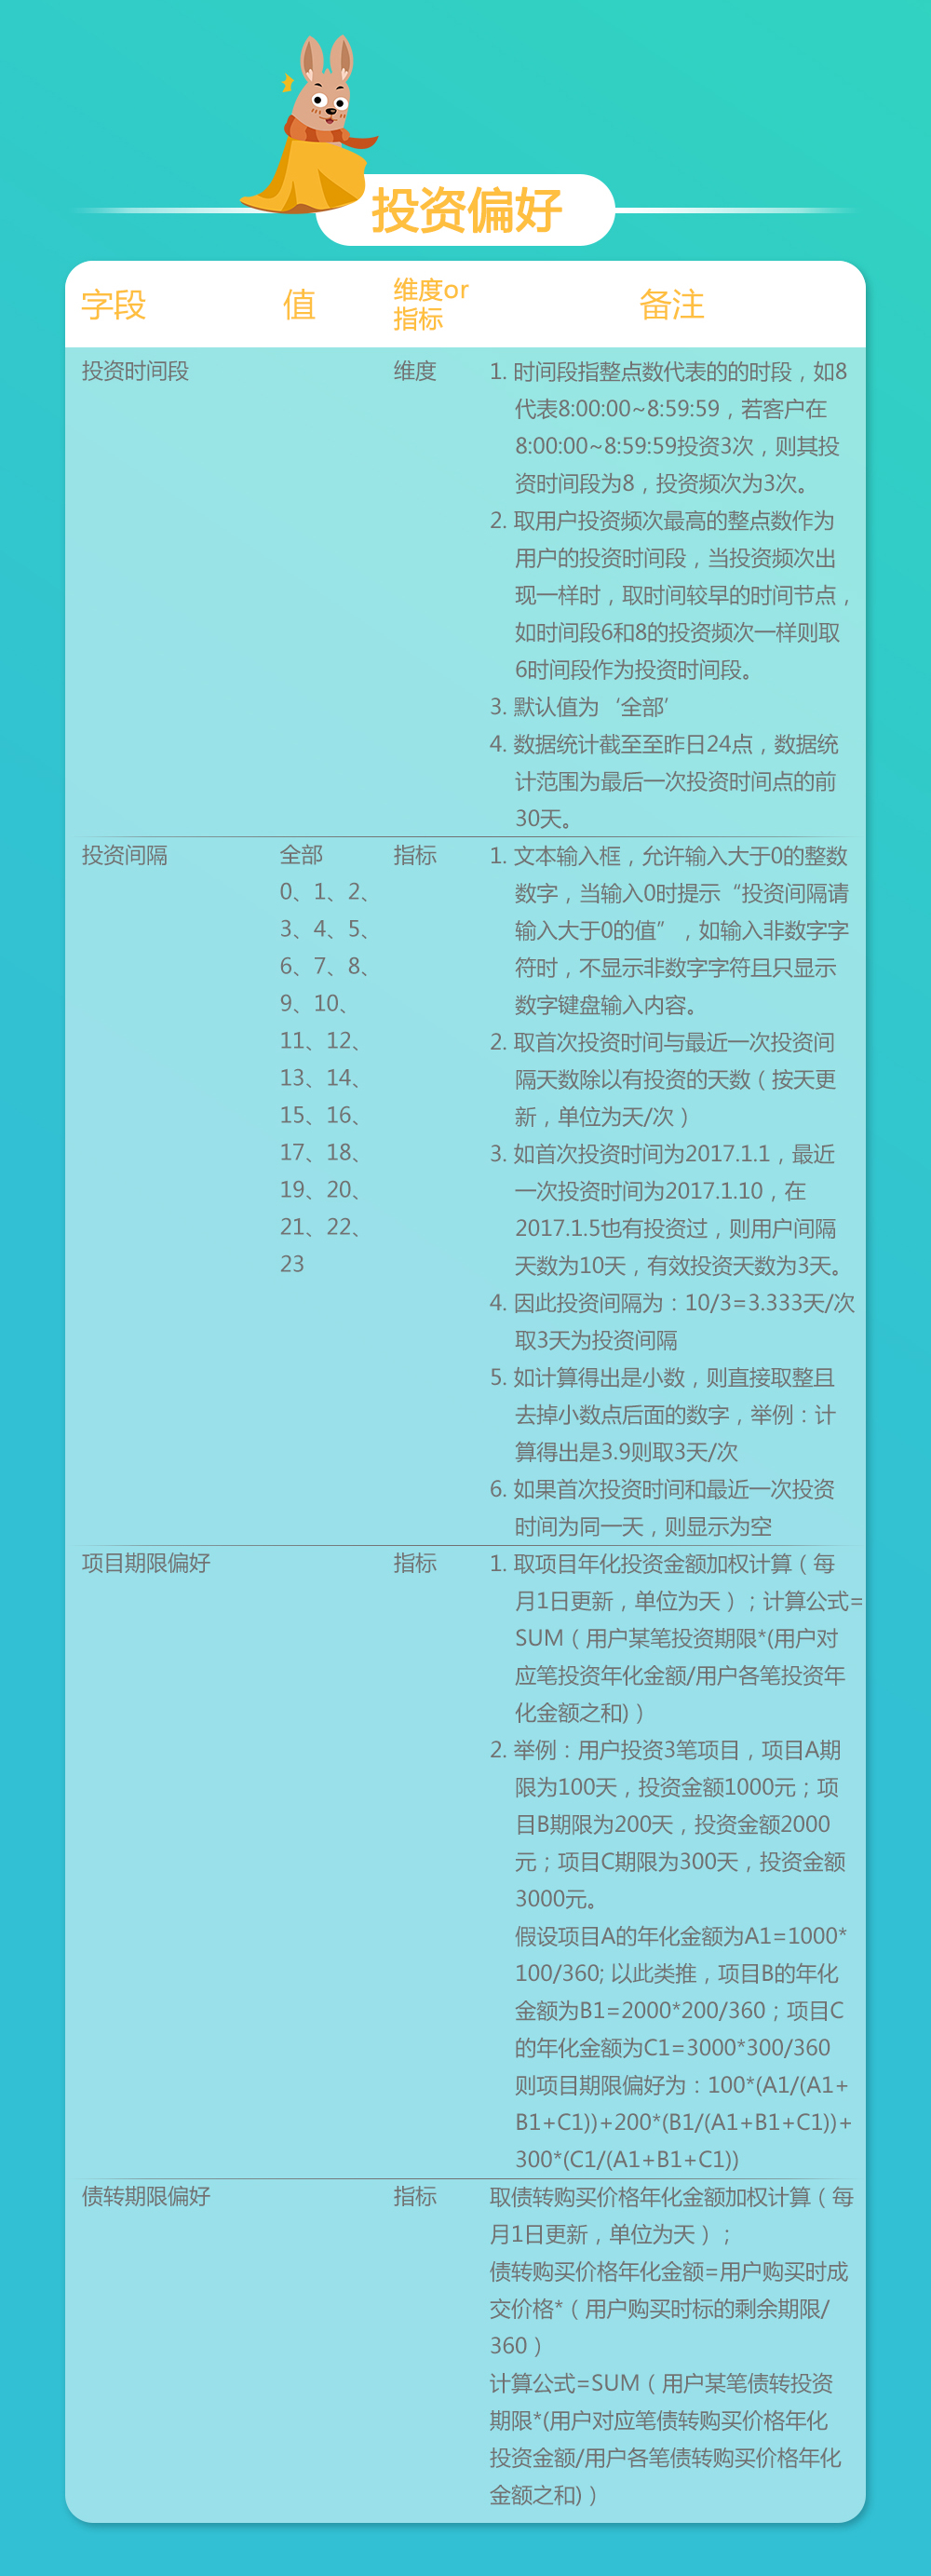 投资偏好
字段
值
维度or
指标
备注
投资时间段
维度
1. 时间段指整点数代表的的时段，如8
代表8:00:00~8:59:59，若客户在
8:00:00~8:59:59投资3次，则其投
资时间段为8，投资频次为3次。
2. 取用户投资频次最高的整点数作为
用户的投资时间段，当投资频次出
现一样时，取时间较早的时间节点，
如时间段6和8的投资频次一样则取
6时间段作为投资时间段。
3. 默认值为‘全部’
4. 数据统计截至至昨日24点，数据统
计范围为最后一次投资时间点的前
30天。
投资间隔
全部
0、1、2、
3、4、5、
6、7、8、
9、10、
11、12、
13、14、
15、16、
17、18、
19、20、
21、22、
23
指标
1. 文本输入框，允许输入大于0的整数
数字，当输入0时提示“投资间隔请
输入大于0的值”，如输入非数字字
符时，不显示非数字字符且只显示
数字键盘输入内容。
2. 取首次投资时间与最近一次投资间
隔天数除以有投资的天数（按天更
新，单位为天/次）
3. 如首次投资时间为2017.1.1，最近
一次投资时间为2017.1.10，在
2017.1.5也有投资过，则用户间隔
天数为10天，有效投资天数为3天。
4. 因此投资间隔为：10/3=3.333天/次
取3天为投资间隔
5. 如计算得出是小数，则直接取整且
去掉小数点后面的数字，举例：计
算得出是3.9则取3天/次
6. 如果首次投资时间和最近一次投资
时间为同一天，则显示为空
项目期限偏好
指标
1. 取项目年化投资金额加权计算（每
月1日更新，单位为天）；计算公式=
SUM（用户某笔投资期限*(用户对
应笔投资年化金额/用户各笔投资年
化金额之和)）
2. 举例：用户投资3笔项目，项目A期
限为100天，投资金额1000元；项
目B期限为200天，投资金额2000
元；项目C期限为300天，投资金额
3000元。
假设项目A的年化金额为A1=1000*
100/360; 以此类推，项目B的年化
金额为B1=2000*200/360；项目C
的年化金额为C1=3000*300/360
则项目期限偏好为：100*(A1/(A1+
B1+C1))+200*(B1/(A1+B1+C1))+
300*(C1/(A1+B1+C1))
债转期限偏好
指标
取债转购买价格年化金额加权计算（每
月1日更新，单位为天）；
债转购买价格年化金额=用户购买时成
交价格*（用户购买时标的剩余期限/
360）
计算公式=SUM（用户某笔债转投资
期限*(用户对应笔债转购买价格年化
投资金额/用户各笔债转购买价格年化
金额之和)）